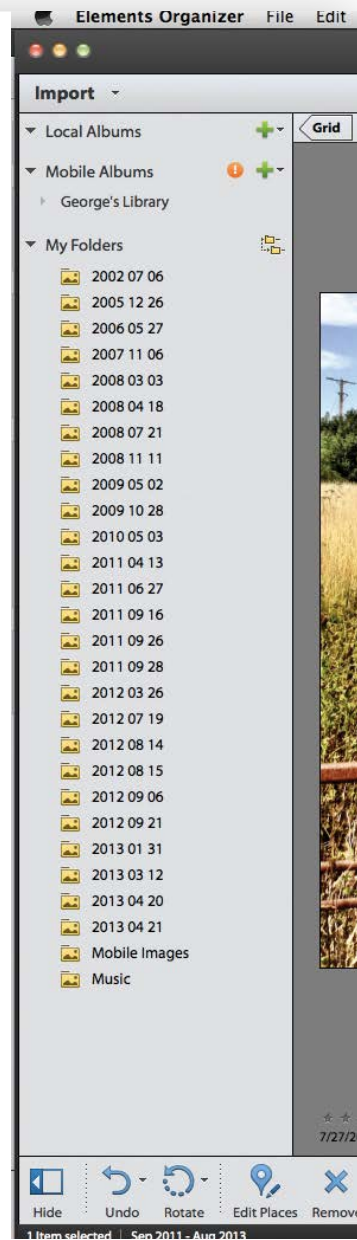 Elements Organizer File Edit
Import
Grid
Local Albums
Mobile Albums
George's Library
My Folders
2002 07 06
2005 12 26
2006 05 27
2007 11 06
2008 03 03
2008 04 18
2008 07 21
2008 11 11
2009 05 02
2009 10 28
2010 05 03
2011 04 13
2011 06 27
2011 09 16
2011 09 26
2011 09 28
2012 03 26
2012 07 19
2012 08 14
2012 08 15
2012 09 06
2012 09 21
2013 01 31
2013 03 12
2013 04 20
2013 04 21
Mobile Images
Music
7/27/2
Hide Undo Rotate Edit Places Remove
1 Item selected | Sep 2011 - Aug 2013